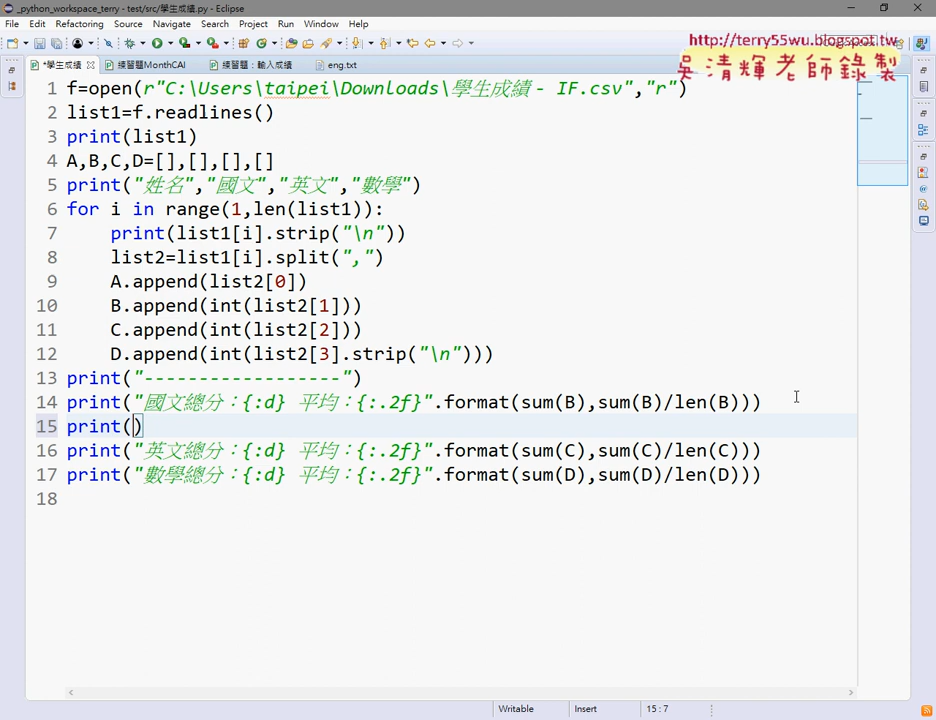 _python_workspace_terry - test/src/學生成績.py - Eclipse
File Edit Refactoring Source Navigate Search Project Run Window Help
http://terry55wu.blogspot.tw
吳清輝老師錄製
*學生成績 練習題MonthCAl 練習題：輸入成績 eng.txt
1 f=open(r"C:\Users\taipei\Downloads\學生成績 - IF.csv","r")
2 list1=f.readlines()
3 print(list1)
4 A,B,C,D=[],[],[],[]
5 print("姓名","國文","英文","數學")
6 for i in range(1,len(list1)):
7 print(list1[i].strip("\n"))
8 list2=list1[i].split(",")
9 A.append(list2[0])
10 B.append(int(list2[1]))
11 C.append(int(list2[2]))
12 D.append(int(list2[3].strip("\n")))
13 print("------------------")
14 print("國文總分：{:d} 平均：{:.2f}".format(sum(B),sum(B)/len(B)))
15 print()
16 print("英文總分：{:d} 平均：{:.2f}".format(sum(C),sum(C)/len(C)))
17 print("數學總分：{:d} 平均：{:.2f}".format(sum(D),sum(D)/len(D)))
18
Writable Insert 15 : 7